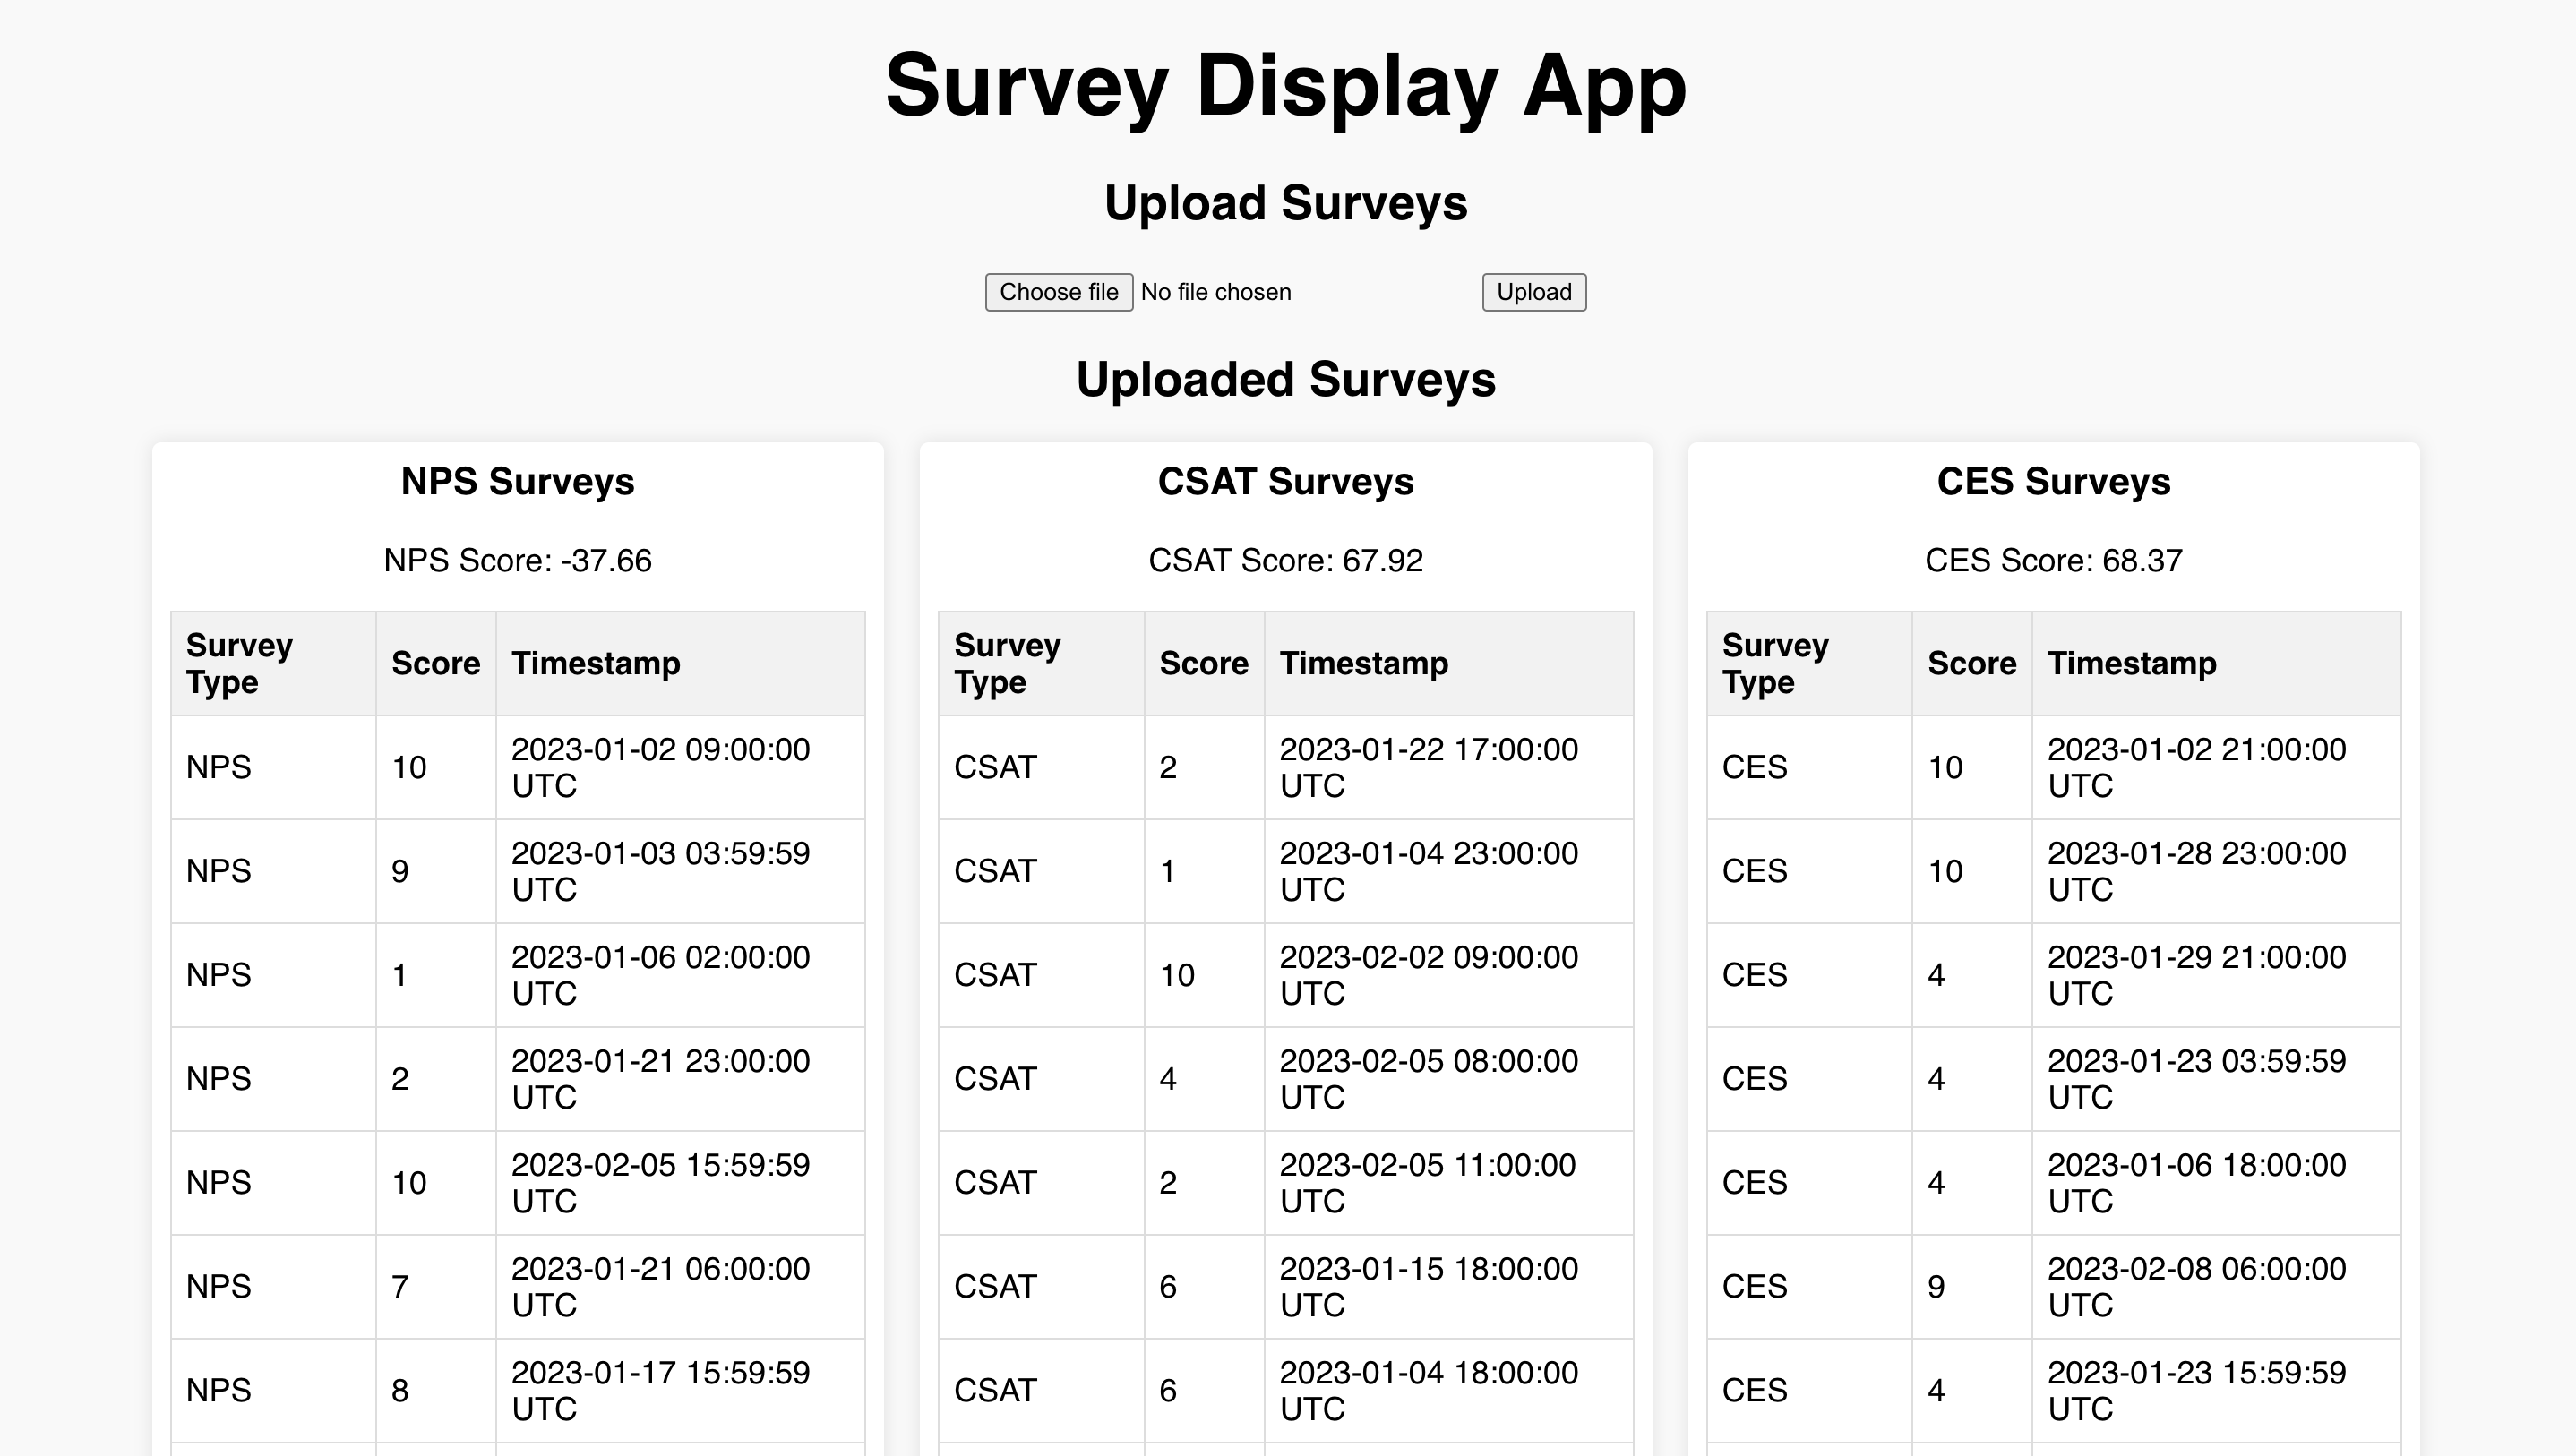 Survey Display App
Upload Surveys
Choose file No file chosen Upload
Uploaded Surveys
NPS Surveys
NPS Score: -37.66
Survey Type Score Timestamp
NPS 10 2023-01-02 09:00:00 UTC
NPS 9 2023-01-03 03:59:59 UTC
NPS 1 2023-01-06 02:00:00 UTC
NPS 2 2023-01-21 23:00:00 UTC
NPS 10 2023-02-05 15:59:59 UTC
NPS 7 2023-01-21 06:00:00 UTC
NPS 8 2023-01-17 15:59:59 UTC
CSAT Surveys
CSAT Score: 67.92
Survey Type Score Timestamp
CSAT 2 2023-01-22 17:00:00 UTC
CSAT 1 2023-01-04 23:00:00 UTC
CSAT 10 2023-02-02 09:00:00 UTC
CSAT 4 2023-02-05 08:00:00 UTC
CSAT 2 2023-02-05 11:00:00 UTC
CSAT 6 2023-01-15 18:00:00 UTC
CSAT 6 2023-01-04 18:00:00 UTC
CES Surveys
CES Score: 68.37
Survey Type Score Timestamp
CES 10 2023-01-02 21:00:00 UTC
CES 10 2023-01-28 23:00:00 UTC
CES 4 2023-01-29 21:00:00 UTC
CES 4 2023-01-23 03:59:59 UTC
CES 4 2023-01-06 18:00:00 UTC
CES 9 2023-02-08 06:00:00 UTC
CES 4 2023-01-23 15:59:59 UTC